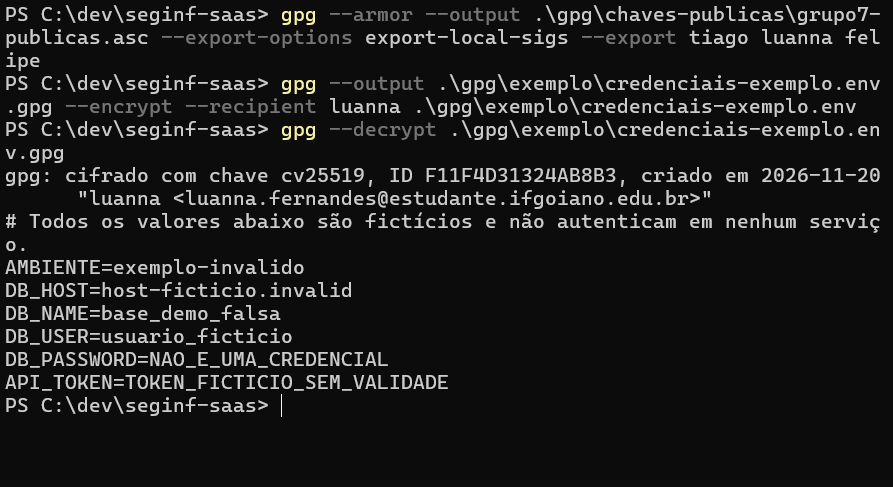 PS C:\dev\seginf-saas> gpg --armor --output .\gpg\chaves-publicas\grupo7-
publicas.asc --export-options export-local-sigs --export tiago luanna fel
ipe
PS C:\dev\seginf-saas> gpg --output .\gpg\exemplo\credenciais-exemplo.env
.gpg --encrypt --recipient luanna .\gpg\exemplo\credenciais-exemplo.env
PS C:\dev\seginf-saas> gpg --decrypt .\gpg\exemplo\credenciais-exemplo.en
v.gpg
gpg: cifrado com chave cv25519, ID F11F4D31324AB8B3, criado em 2026-11-20
      "luanna <luanna.fernandes@estudante.ifgoiano.edu.br>"
# Todos os valores abaixo são fictícios e não autenticam em nenhum serviç
o.
AMBIENTE=exemplo-invalido
DB_HOST=host-ficticio.invalid
DB_NAME=base_demo_falsa
DB_USER=usuario_ficticio
DB_PASSWORD=NAO_E_UMA_CREDENCIAL
API_TOKEN=TOKEN_FICTICIO_SEM_VALIDADE
PS C:\dev\seginf-saas>